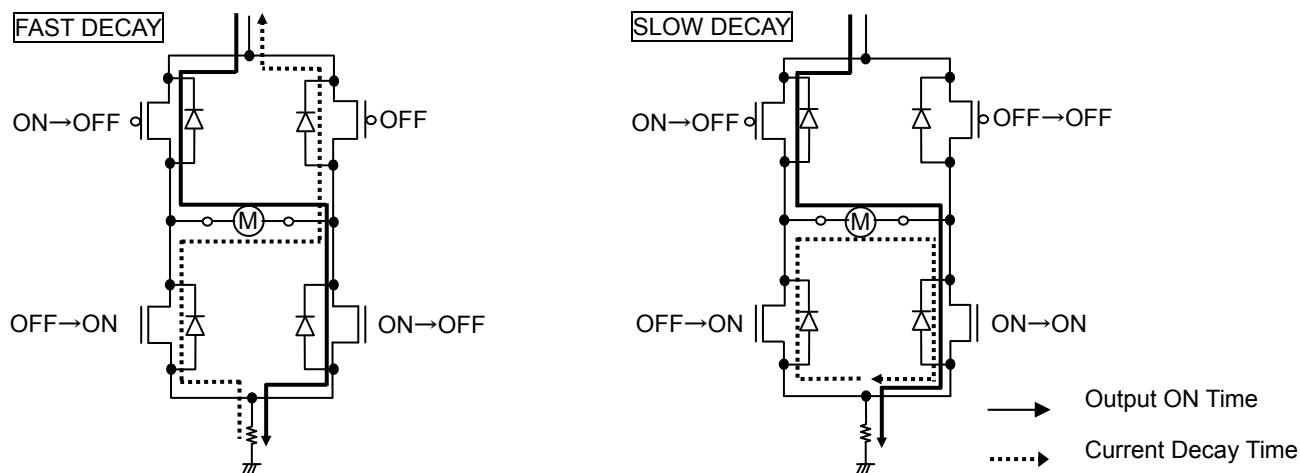 FAST DECAY
ON→OFF
OFF
M
OFF→ON
ON→OFF
SLOW DECAY
ON→OFF
OFF→OFF
M
OFF→ON
ON→ON
Output ON Time
Current Decay Time